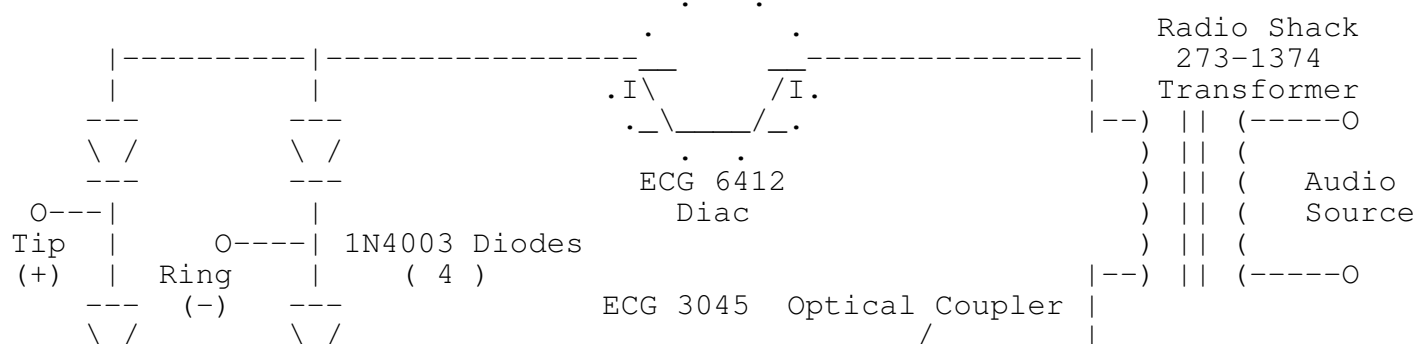 Radio Shack
273-1374
Transformer
ECG 6412
Diac
Audio
Source
Tip
(+)
Ring
(-)
1N4003 Diodes
( 4 )
ECG 3045 Optical Coupler